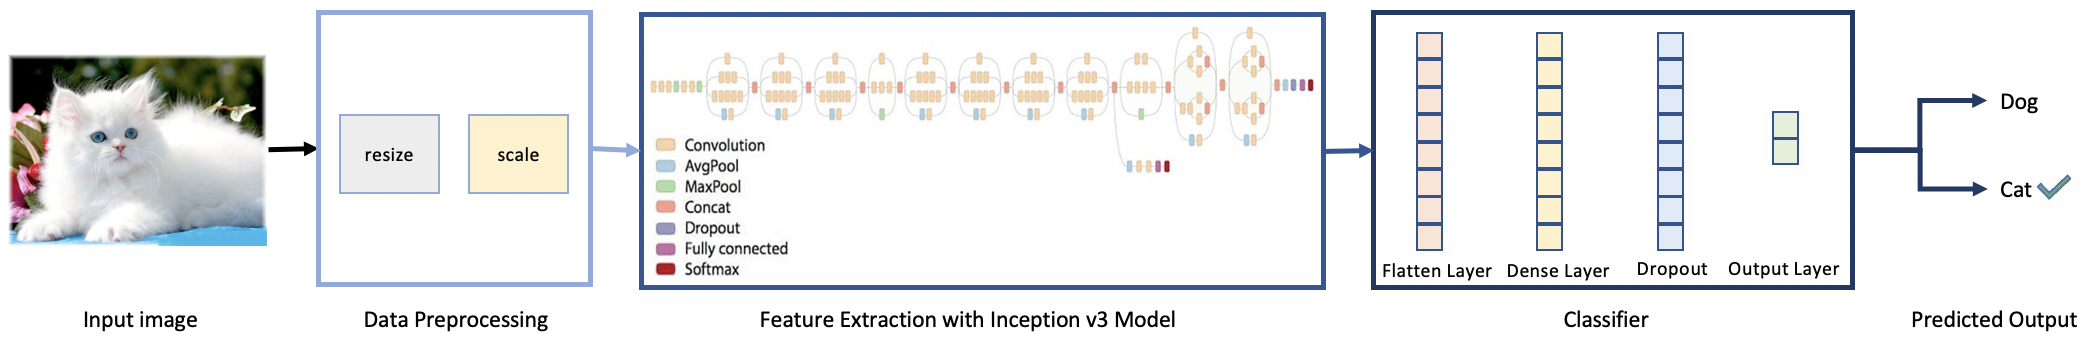 resize
scale
Convolution
AvgPool
MaxPool
Concat
Dropout
Fully connected
Softmax
Flatten Layer
Dense Layer
Dropout
Output Layer
Dog
Cat
Input image
Data Preprocessing
Feature Extraction with Inception v3 Model
Classifier
Predicted Output